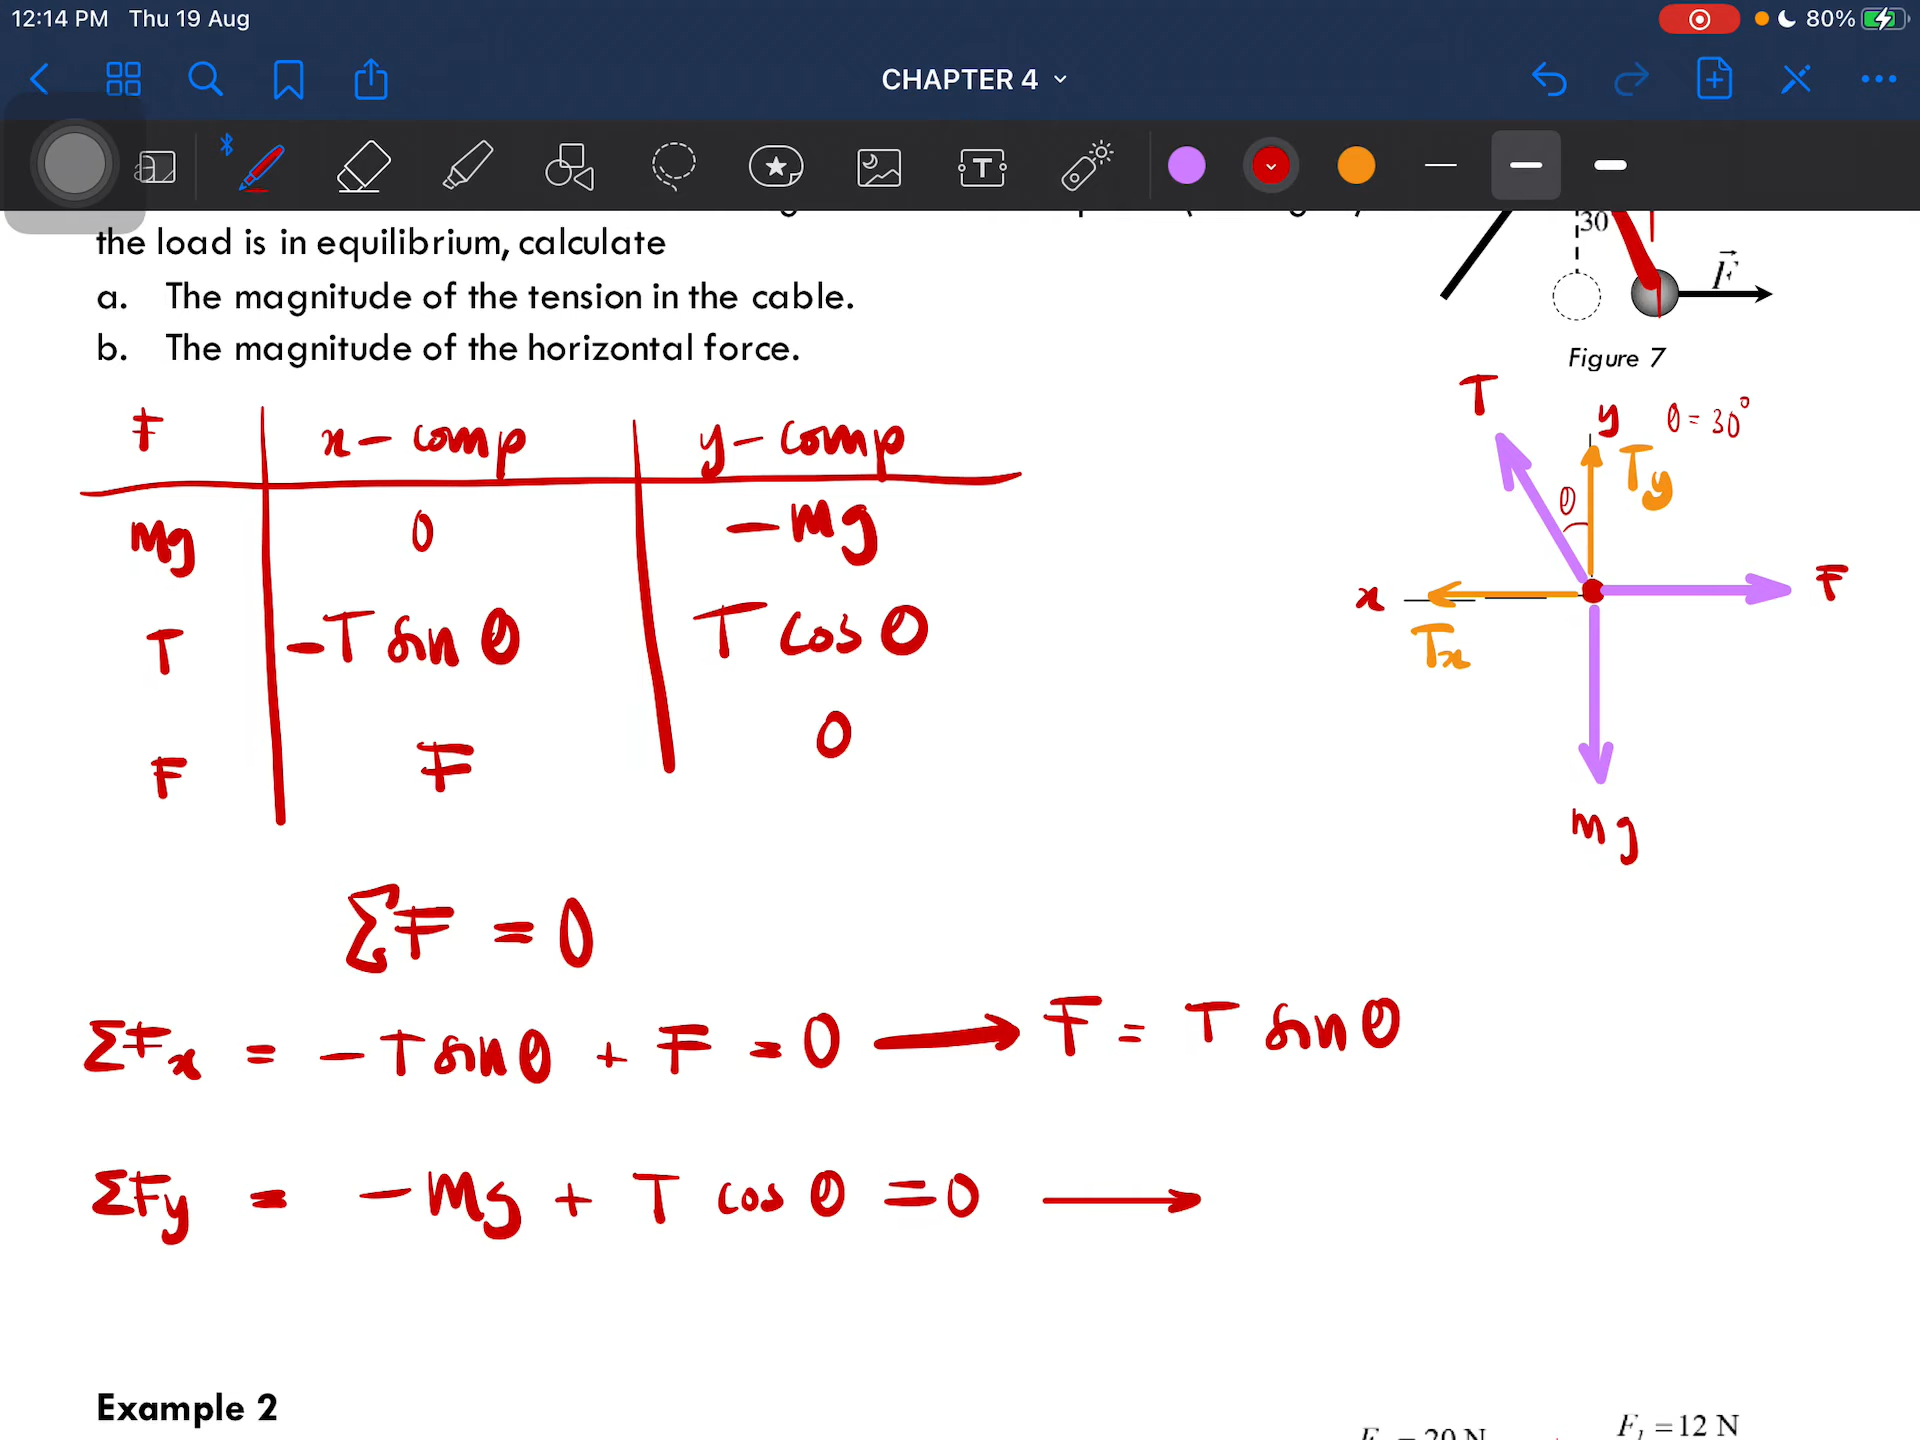 12:14 PM Thu 19 Aug
80%
CHAPTER 4
the load is in equilibrium, calculate
a. The magnitude of the tension in the cable.
b. The magnitude of the horizontal force.
30
F
Figure 7
F x-comp y-comp
Mg 0 -Mg
T -T sin θ T cos θ
F F 0
T
y θ = 30°
Ty
θ
x
F
Tx
mg
ΣF = 0
ΣFx = -T sin θ + F = 0 → F = T sin θ
ΣFy = -Mg + T cos θ = 0 →
Example 2
F1 = 12 N